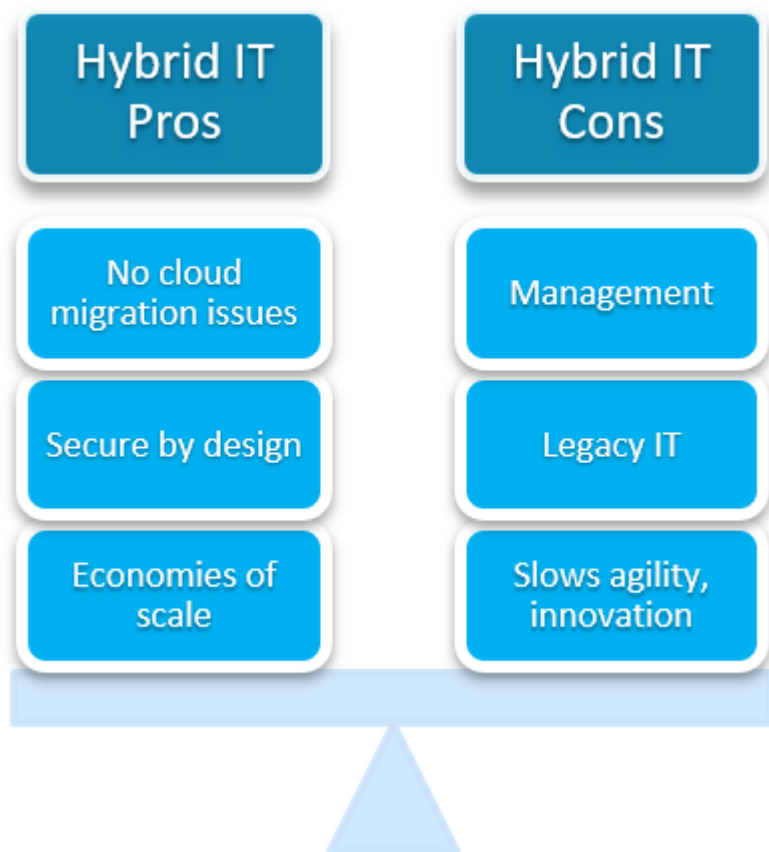 Hybrid IT
Pros
No cloud
migration issues
Secure by design
Economies of
scale
Hybrid IT
Cons
Management
Legacy IT
Slows agility,
innovation